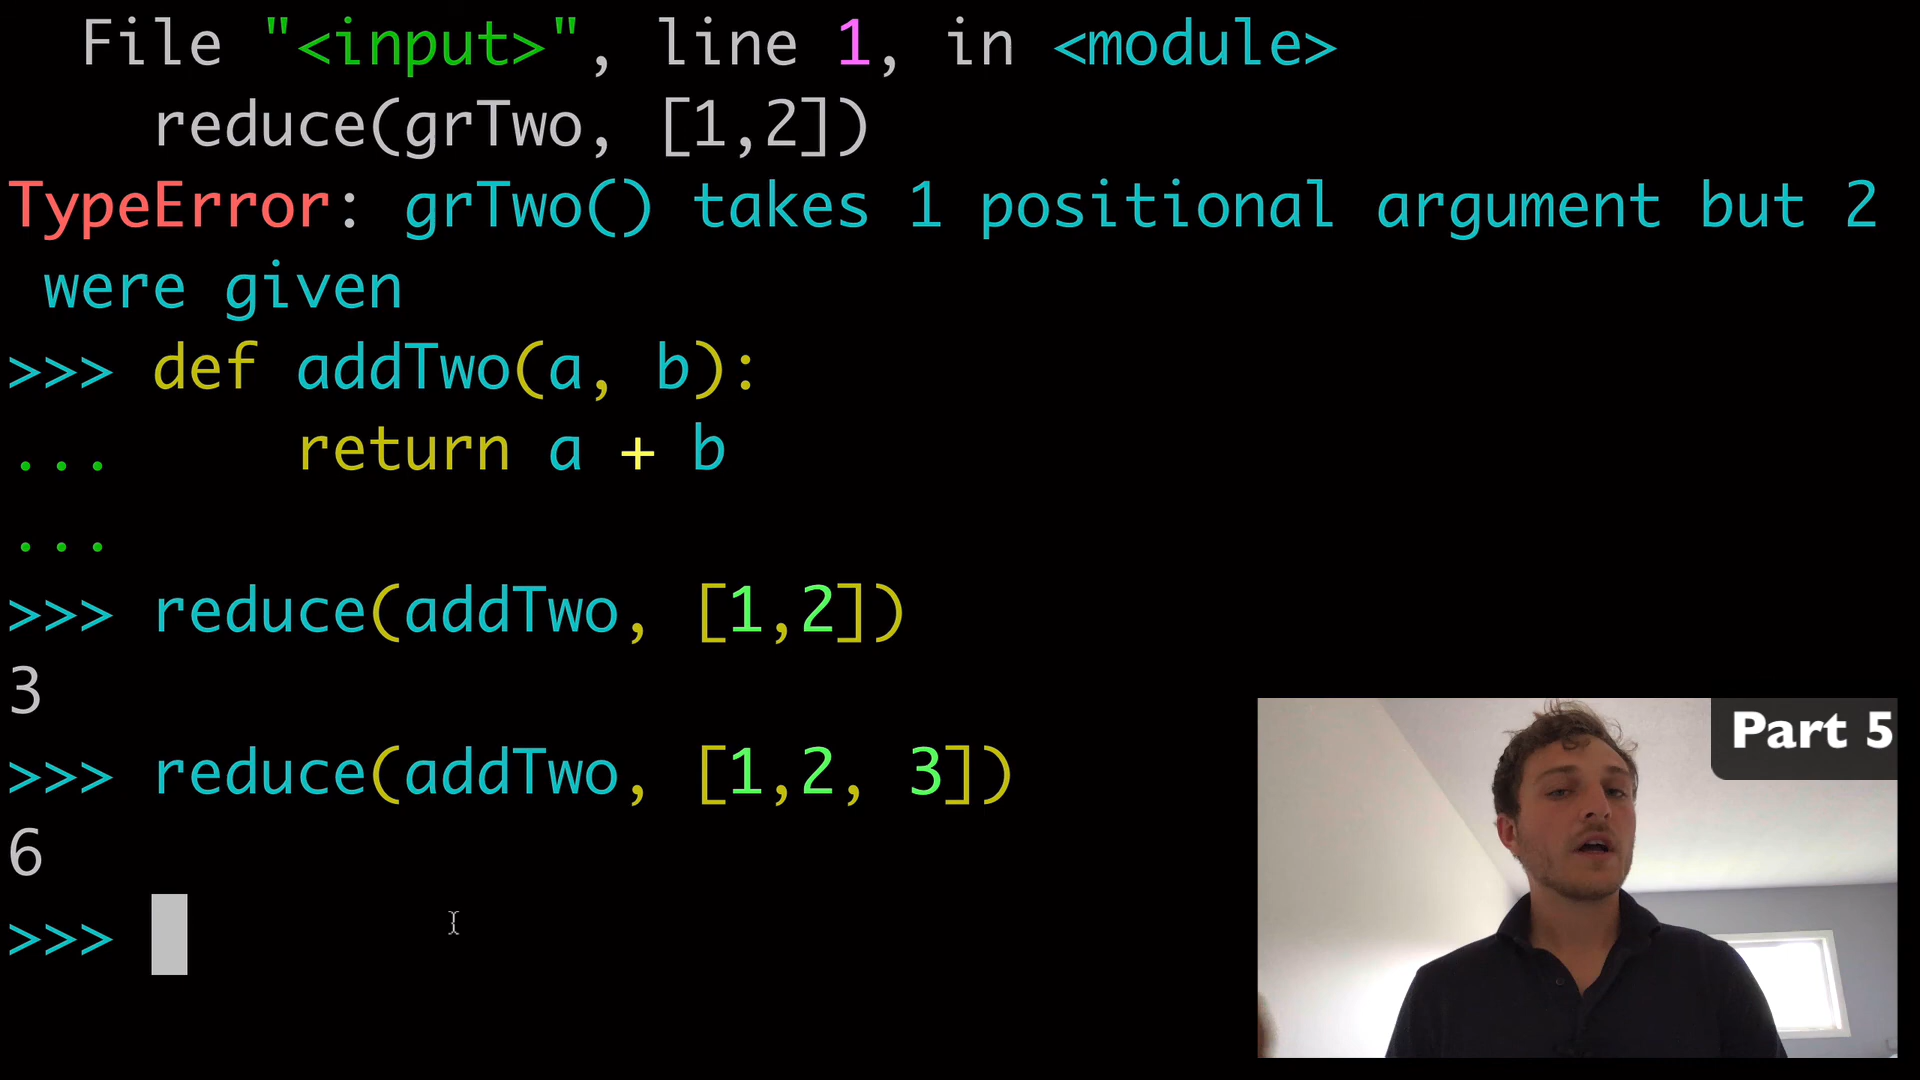 File "<input>", line 1, in <module>
reduce(grTwo, [1,2])
TypeError: grTwo() takes 1 positional argument but 2
were given
>>> def addTwo(a, b):
...     return a + b
...
>>> reduce(addTwo, [1,2])
3
>>> reduce(addTwo, [1,2, 3])
6
>>>
Part 5